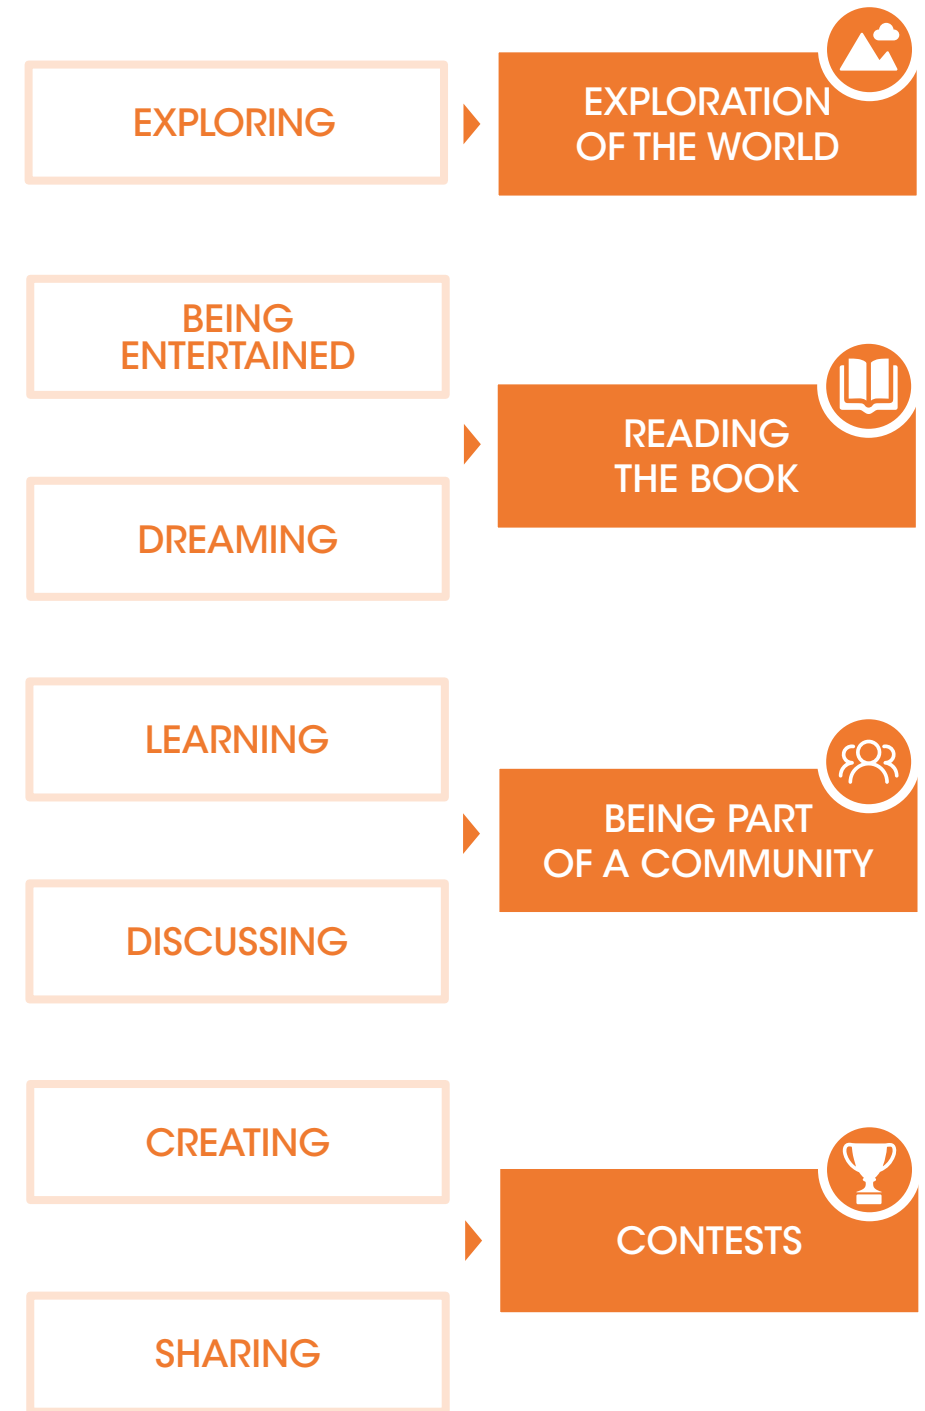 EXPLORING
EXPLORATION
OF THE WORLD
BEING
ENTERTAINED
DREAMING
READING
THE BOOK
LEARNING
DISCUSSING
BEING PART
OF A COMMUNITY
CREATING
SHARING
CONTESTS